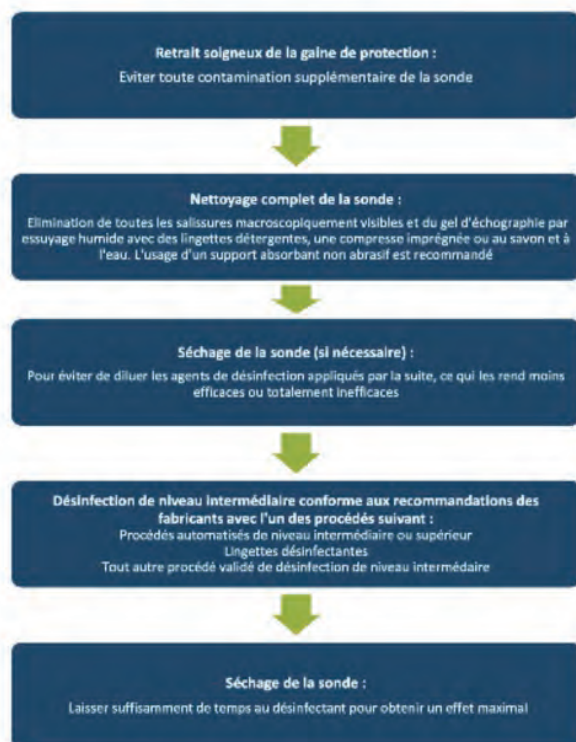 Retrait soigneux de la gaine de protection :
Eviter toute contamination supplémentaire de la sonde
Nettoyage complet de la sonde :
Elimination de toutes les salissures macroscopiquement visibles et du gel d'échographie par
essuyage humide avec des lingettes détergentes, une compresse imprégnée ou au savon et à
l'eau. L'usage d'un support absorbant non abrasif est recommandé
Séchage de la sonde (si nécessaire) :
Pour éviter de diluer les agents de désinfection appliqués par la suite, ce qui les rend moins
efficaces ou totalement inefficaces
Désinfection de niveau intermédiaire conforme aux recommandations des
fabricants avec l'un des procédés suivant :
Procédés automatisés de niveau intermédiaire ou supérieur
Lingettes désinfectantes
Tout autre procédé validé de désinfection de niveau intermédaire
Séchage de la sonde :
Laisser suffisamment de temps au désinfectant pour obtenir un effet maximal